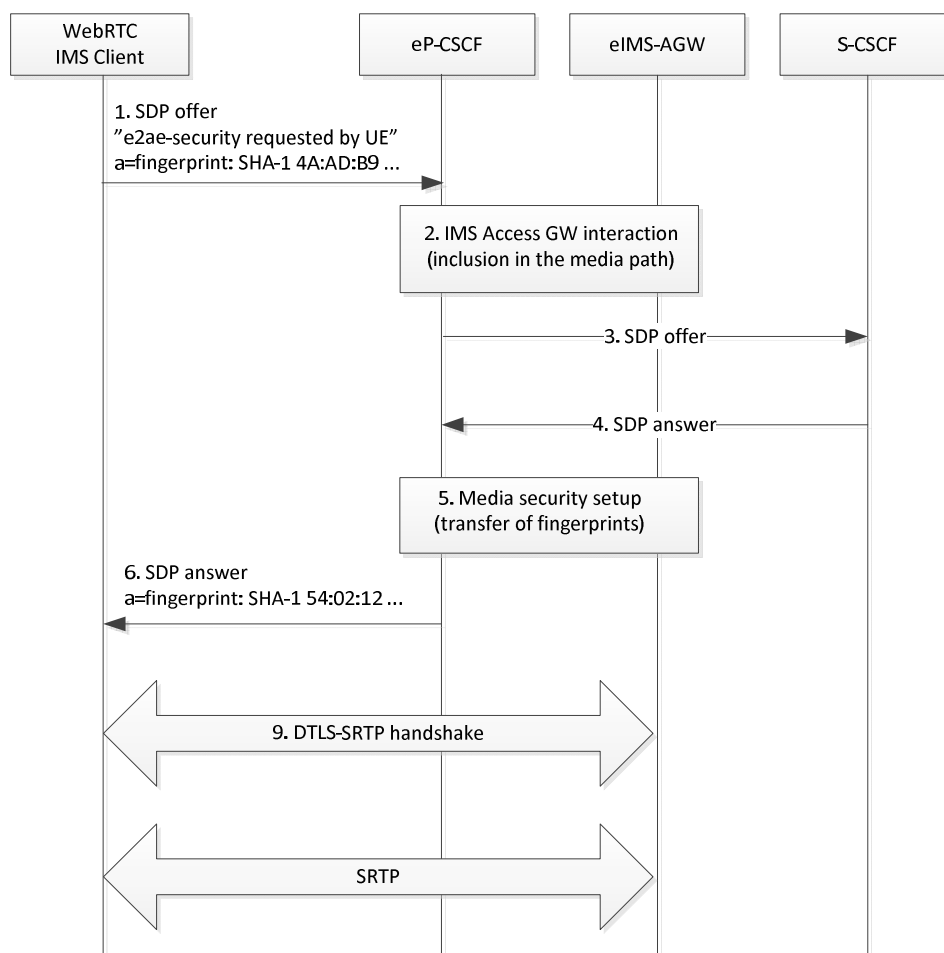 WebRTC
IMS Client
eP-CSCF
eIMS-AGW
S-CSCF
1. SDP offer
”e2ae-security requested by UE”
a=fingerprint: SHA-1 4A:AD:B9 ...
2. IMS Access GW interaction
(inclusion in the media path)
3. SDP offer
4. SDP answer
5. Media security setup
(transfer of fingerprints)
6. SDP answer
a=fingerprint: SHA-1 54:02:12 ...
9. DTLS-SRTP handshake
SRTP